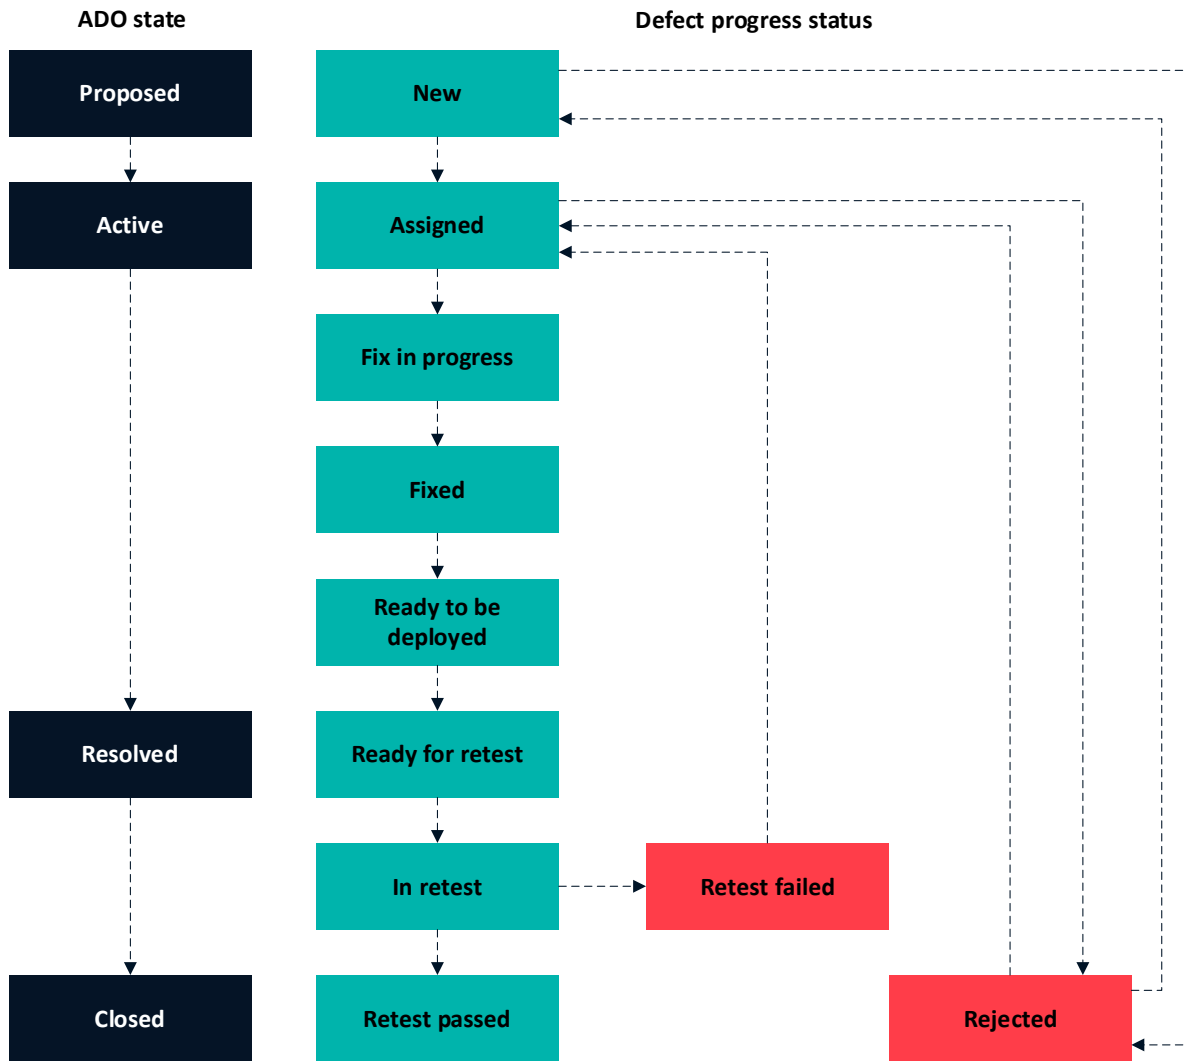 ADO state
Defect progress status
Proposed
New
Active
Assigned
Fix in progress
Fixed
Ready to be
deployed
Resolved
Ready for retest
In retest
Retest failed
Closed
Retest passed
Rejected